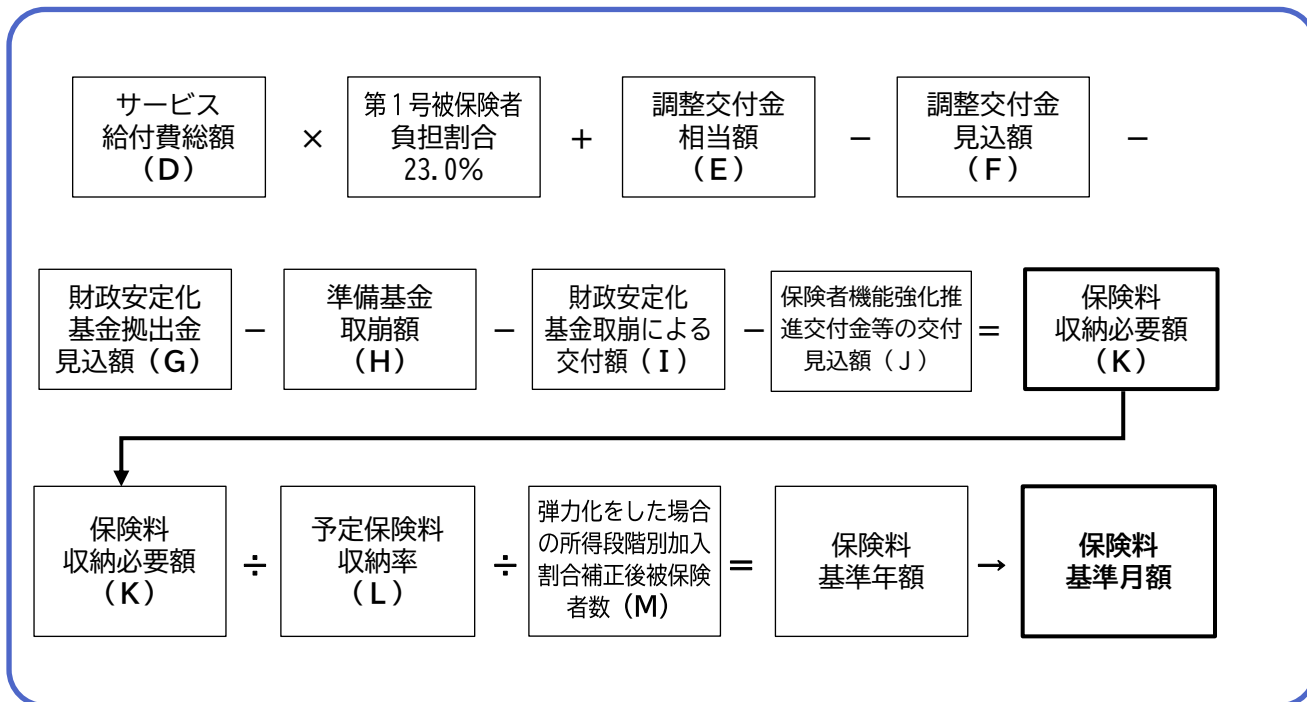 サービス
給付費総額
（D）
×
第１号被保険者
負担割合
23.0%
+
調整交付金
相当額
（E）
−
調整交付金
見込額
（F）
−
財政安定化
基金拠出金
見込額（G）
−
準備基金
取崩額
（H）
−
財政安定化
基金取崩による
交付額（I）
−
保険者機能強化推
進交付金等の交付
見込額（J）
=
保険料
収納必要額
（K）
保険料
収納必要額
（K）
÷
予定保険料
収納率
（L）
÷
弾力化をした場合
の所得段階別加入
割合補正後被保険
者数（M）
=
保険料
基準年額
→
保険料
基準月額